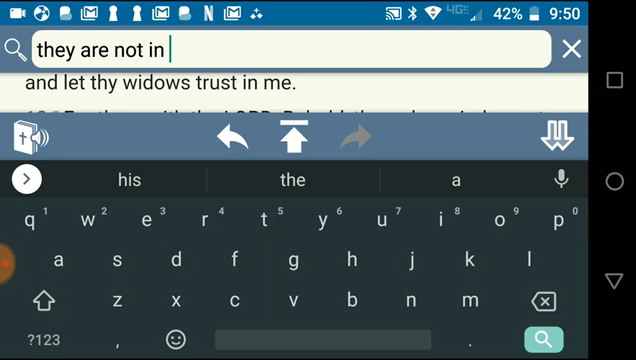 4G
42%
9:50
they are not in
and let thy widows trust in me.
his
the
a
q 1 w 2 e 3 r 4 t 5 y 6 u 7 i 8 o 9 p 0
a s d f g h j k l
z x c v b n m
?123 , .